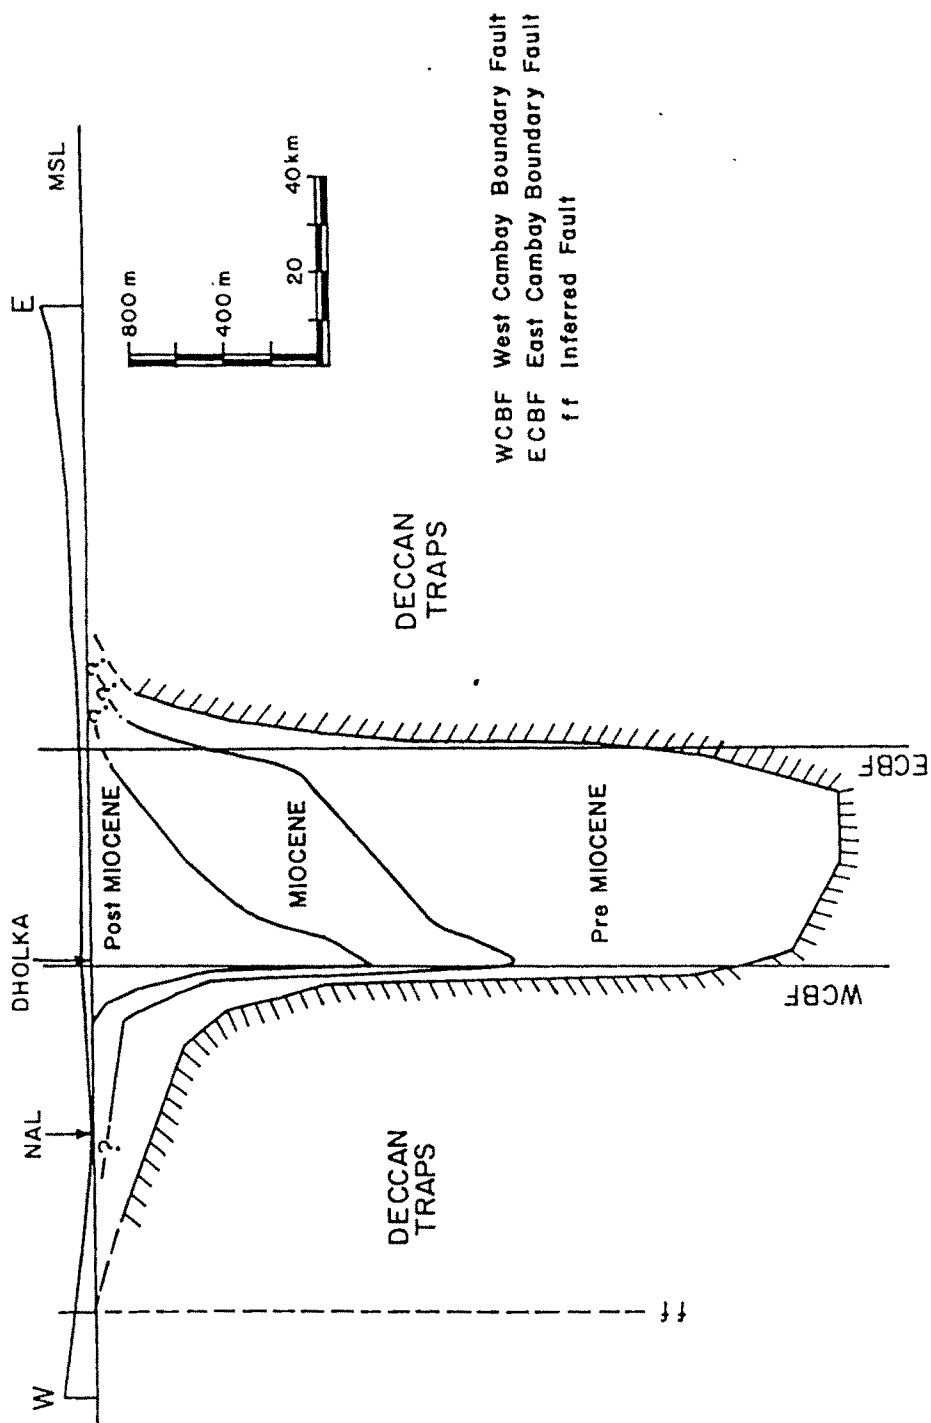 W
NAL
DHOLKA
E
MSL
?
Post MIOCENE
? ? ?
MIOCENE
Pre MIOCENE
DECCAN
TRAPS
DECCAN
TRAPS
ff
WCBF
ECBF
800 m
400 m
20
40 km
WCBF West Cambay Boundary Fault
ECBF East Cambay Boundary Fault
ff Inferred Fault